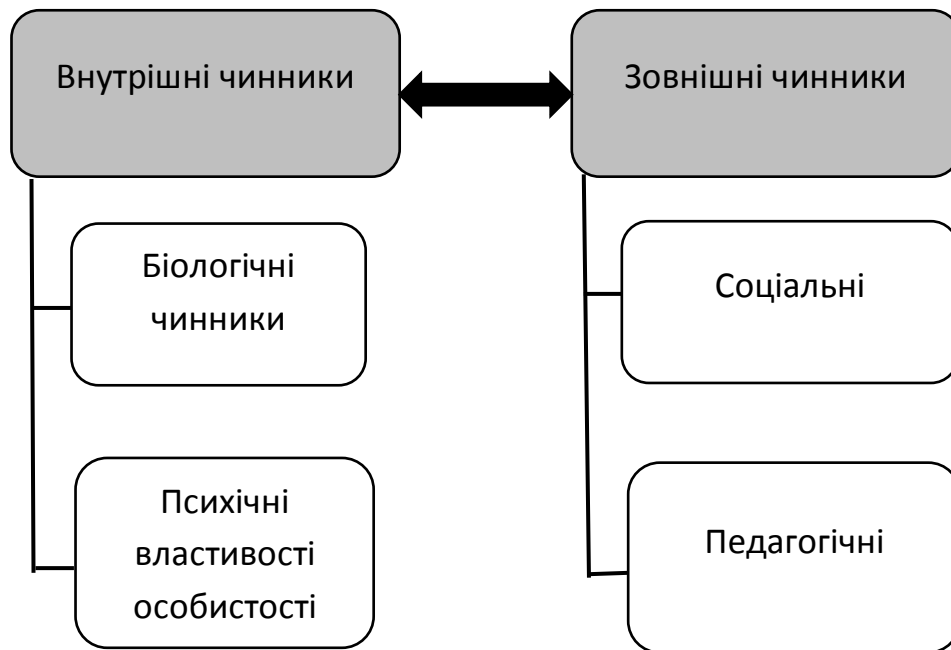 Внутрішні чинники
Зовнішні чинники
Біологічні
чинники
Соціальні
Психічні
властивості
особистості
Педагогічні